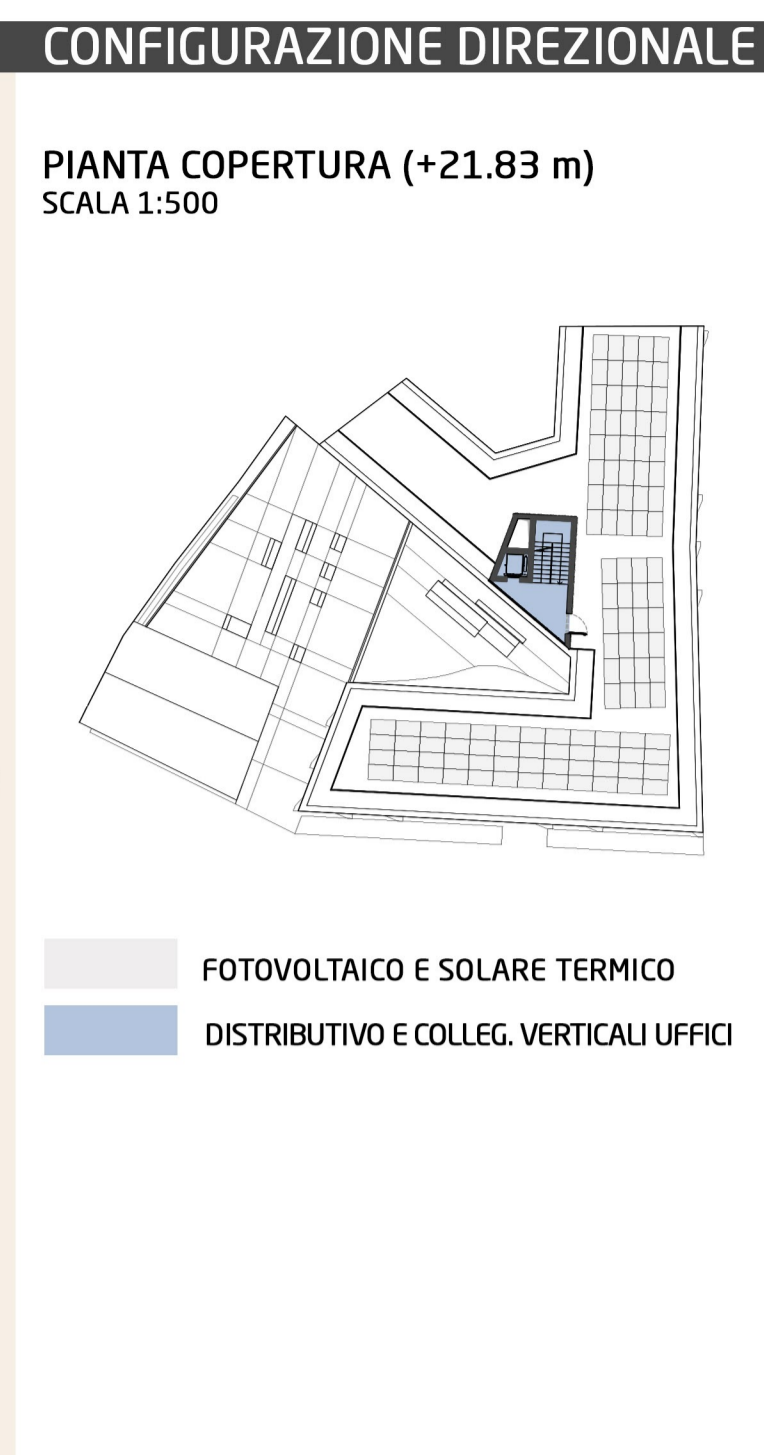 CONFIGURAZIONE DIREZIONALE
PIANTA COPERTURA (+21.83 m)
SCALA 1:500
FOTOVOLTAICO E SOLARE TERMICO
DISTRIBUTIVO E COLLEG. VERTICALI UFFICI